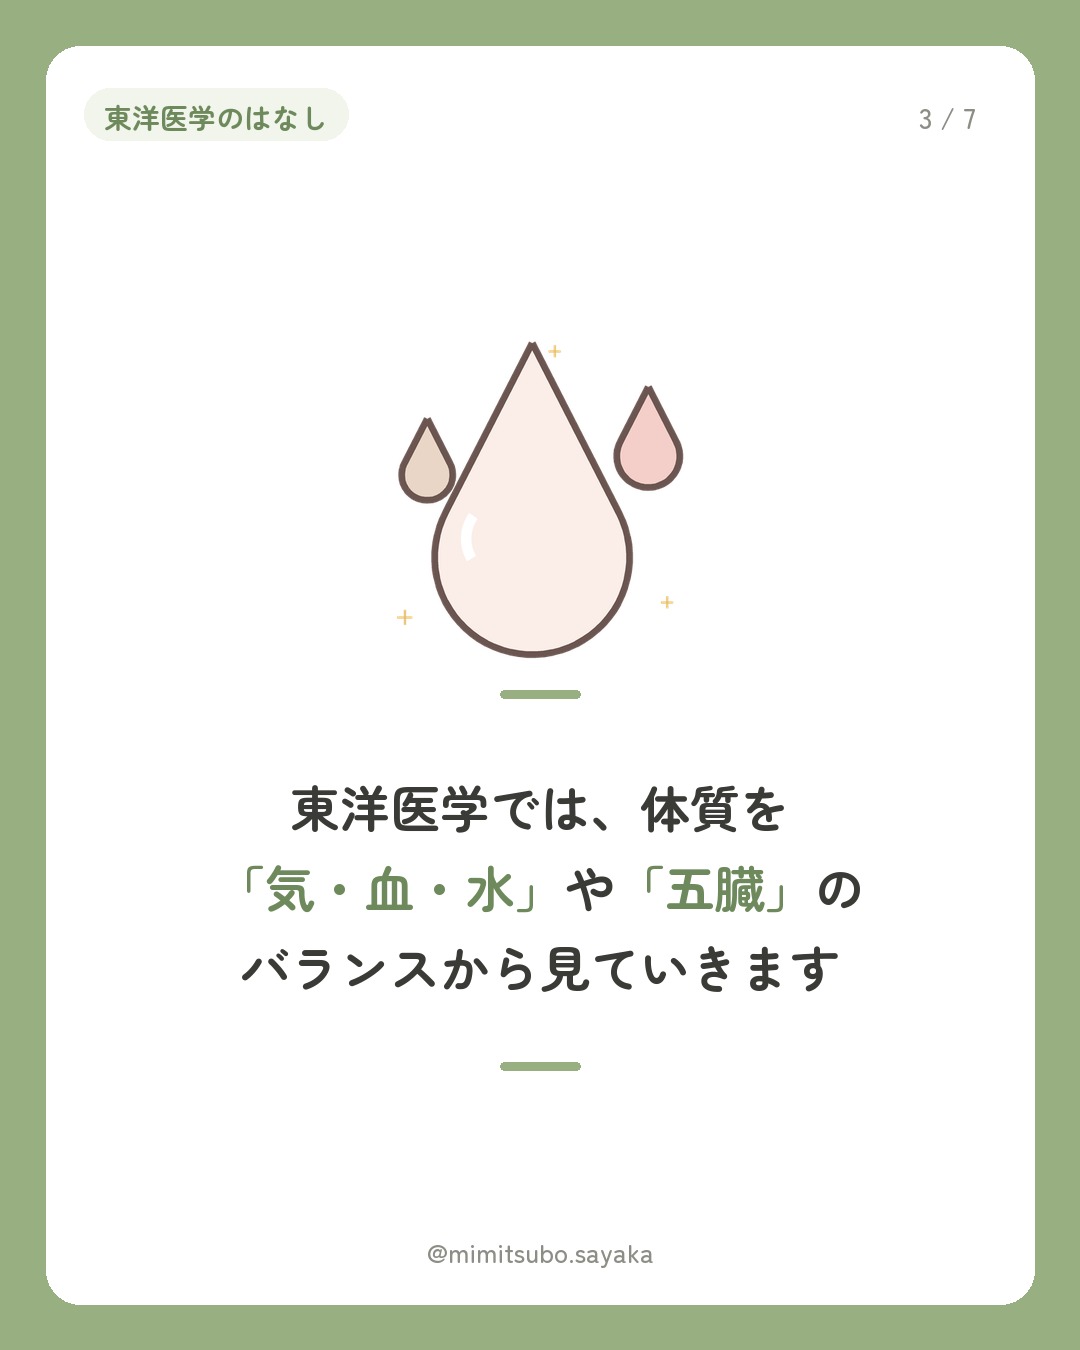 東洋医学のはなし
3 / 7
東洋医学では、体質を
「気・血・水」や「五臓」の
バランスから見ていきます
@mimitsubo.sayaka